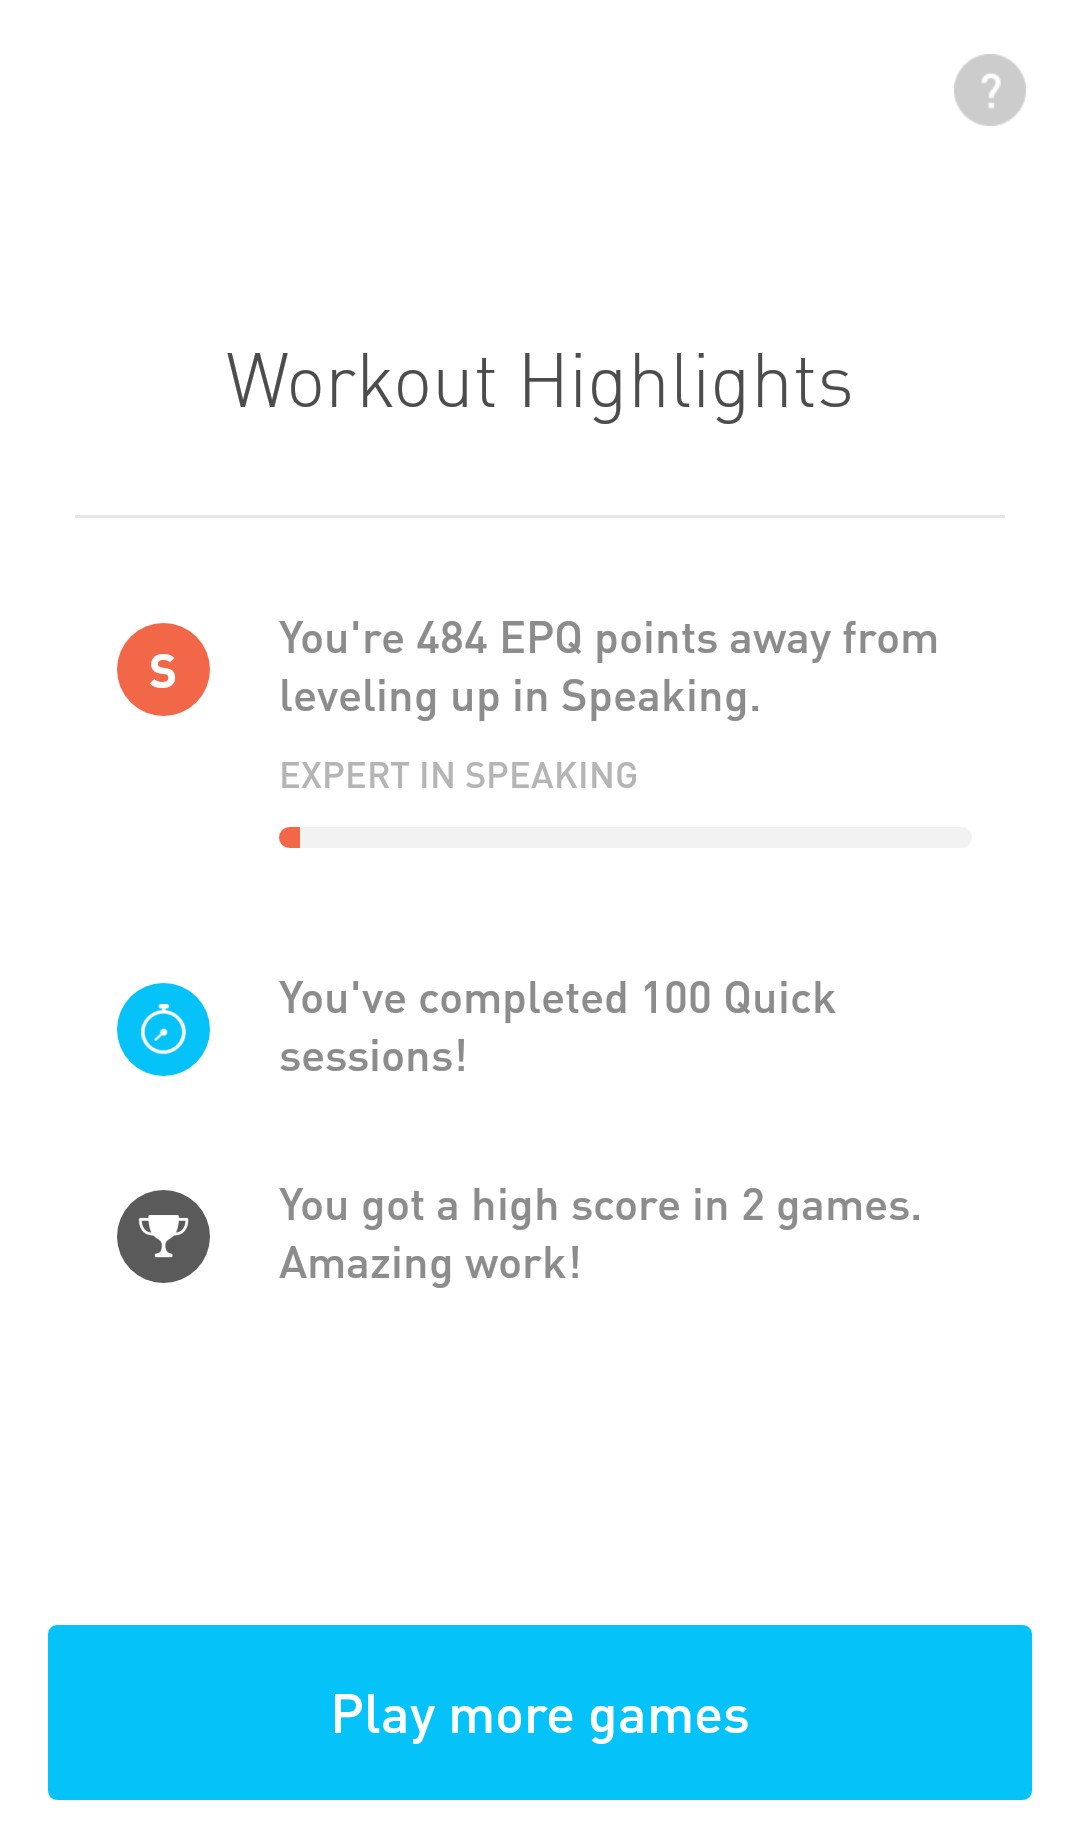 ?
Workout Highlights
S
You're 484 EPQ points away from
leveling up in Speaking.
EXPERT IN SPEAKING
You've completed 100 Quick
sessions!
You got a high score in 2 games.
Amazing work!
Play more games